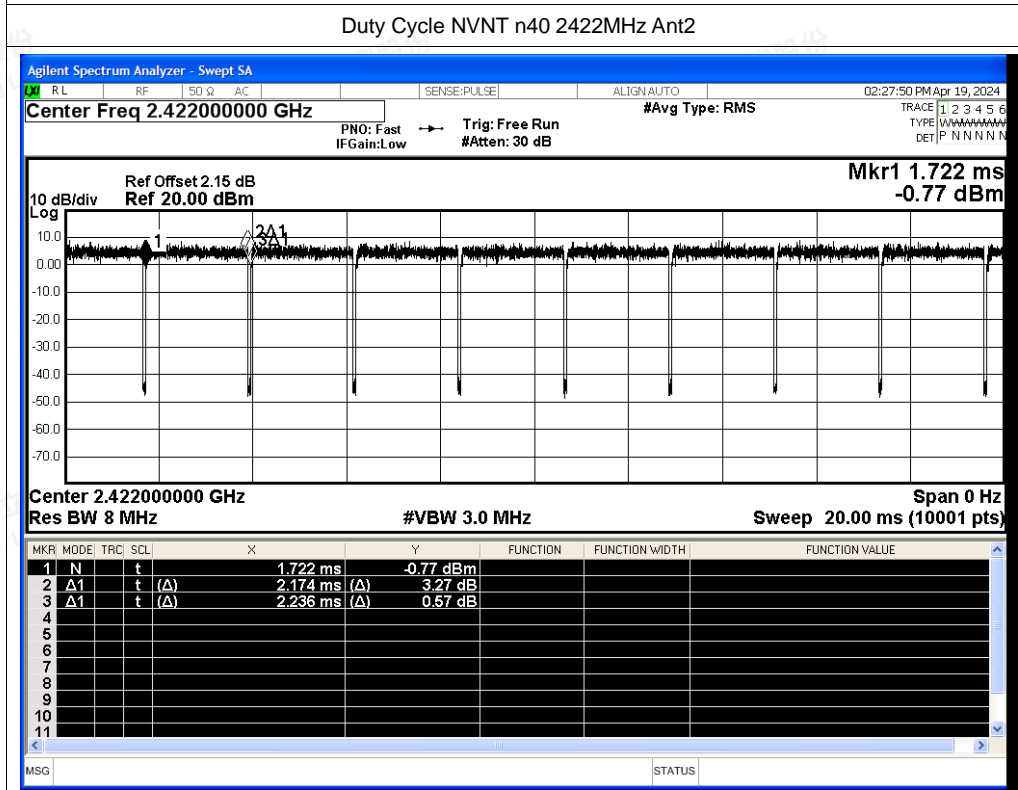 Duty Cycle NVNT n40 2422MHz Ant2
Agilent Spectrum Analyzer - Swept SA
LXI RL RF 50 Ω AC SENSE:PULSE ALIGN AUTO 02:27:50 PM Apr 19, 2024
Center Freq 2.422000000 GHz #Avg Type: RMS TRACE 1 2 3 4 5 6
PNO: Fast Trig: Free Run TYPE WWWWWW
IFGain:Low #Atten: 30 dB DET P N N N N N
Mkr1 1.722 ms
Ref Offset 2.15 dB
10 dB/div Ref 20.00 dBm -0.77 dBm
Log
10.0
0.00
-10.0
-20.0
-30.0
-40.0
-50.0
-60.0
-70.0
1
2Δ1
3Δ1
Center 2.422000000 GHz Span 0 Hz
Res BW 8 MHz #VBW 3.0 MHz Sweep 20.00 ms (10001 pts)
MKR MODE TRC SCL X Y FUNCTION FUNCTION WIDTH FUNCTION VALUE
1 N t 1.722 ms -0.77 dBm
2 Δ1 t (Δ) 2.174 ms (Δ) 3.27 dB
3 Δ1 t (Δ) 2.236 ms (Δ) 0.57 dB
4
5
6
7
8
9
10
11
MSG STATUS